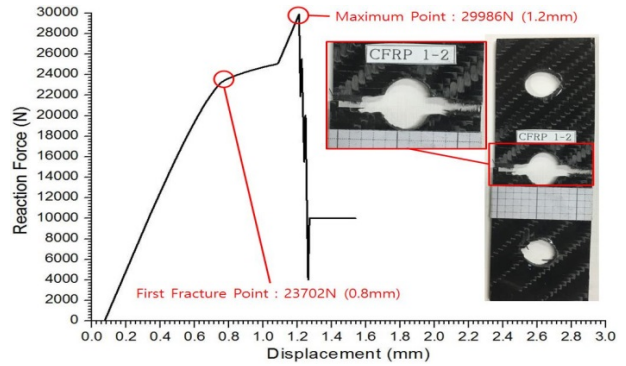 Maximum Point : 29986N (1.2mm)
30000
28000
26000
24000
22000
20000
18000
16000
14000
12000
10000
8000
6000
4000
2000
0
Reaction Force (N)
CFRP 1-2
CFRP 1-2
First Fracture Point : 23702N (0.8mm)
0.0 0.2 0.4 0.6 0.8 1.0 1.2 1.4 1.6 1.8 2.0 2.2 2.4 2.6 2.8 3.0
Displacement (mm)